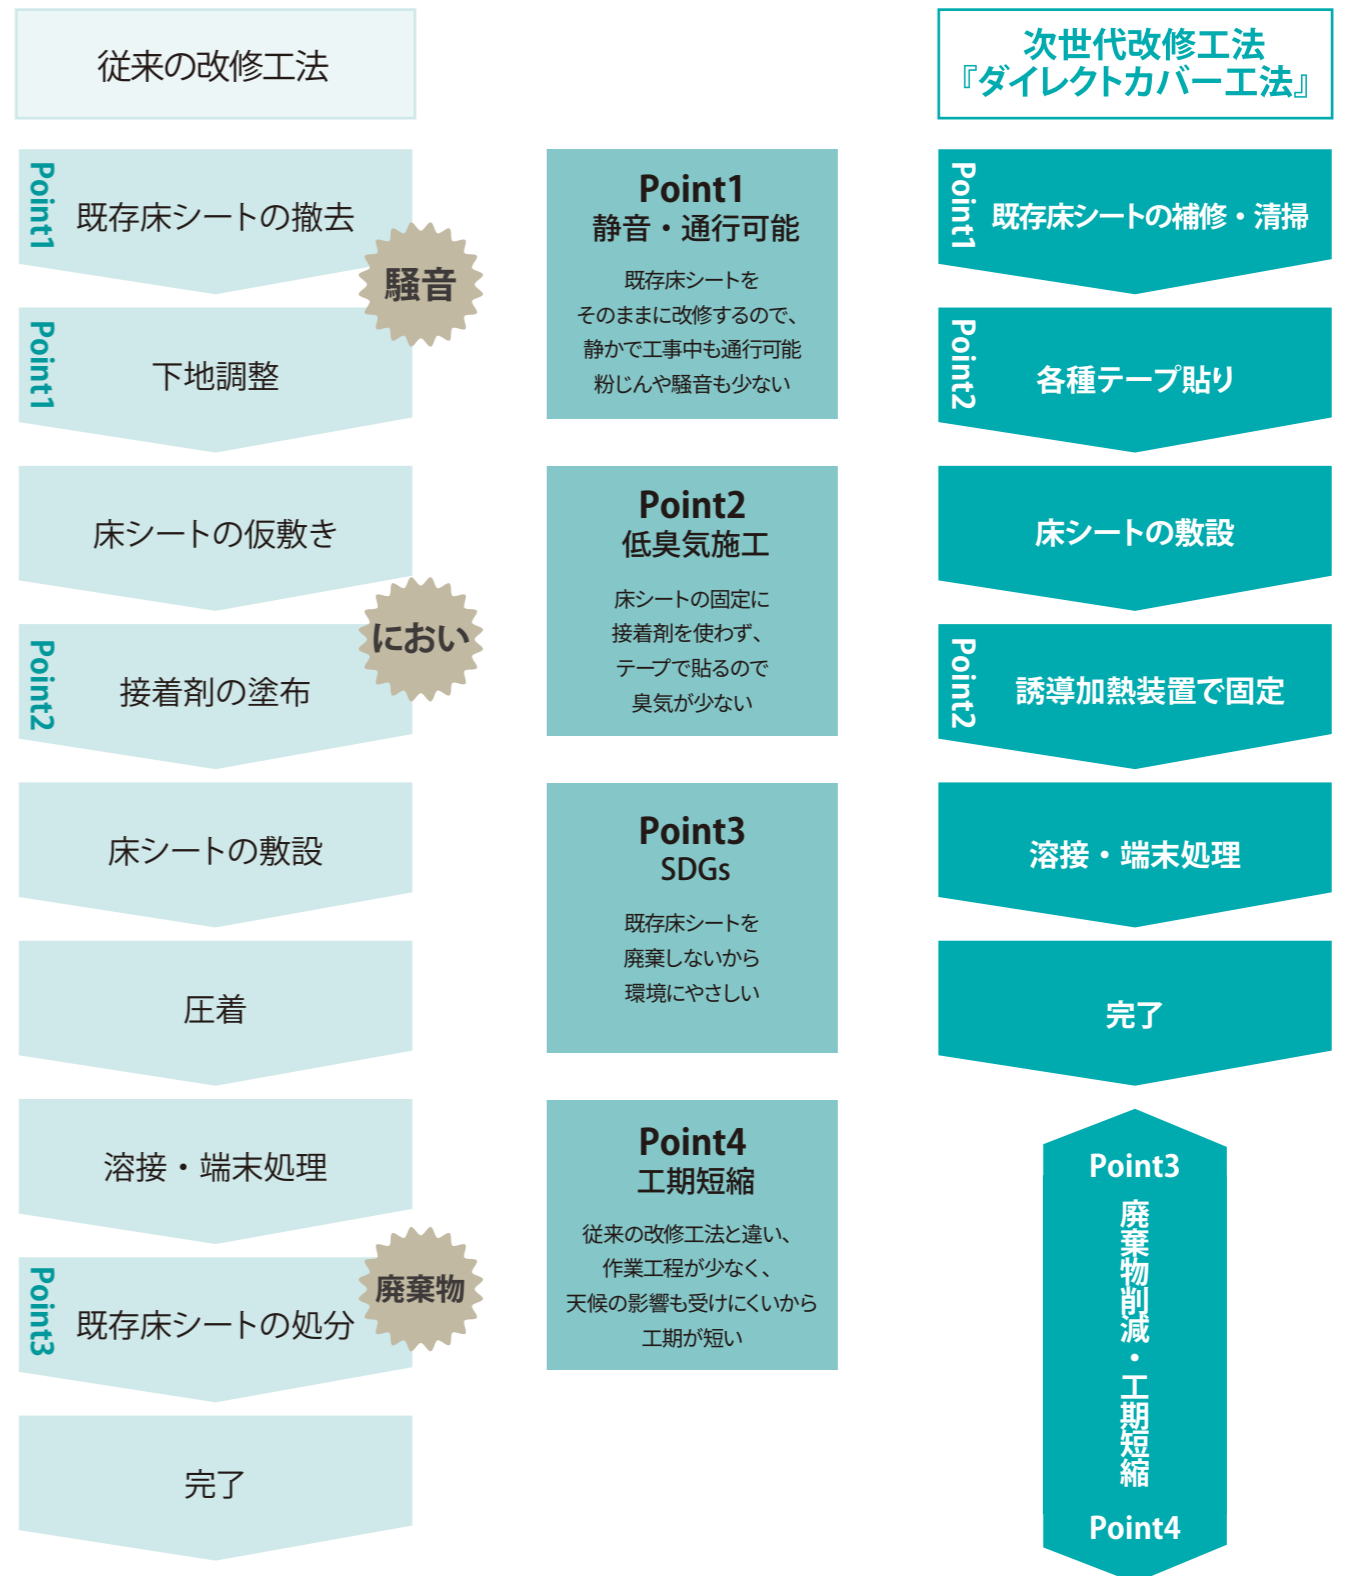 従来の改修工法
Point1
既存床シートの撤去
騒音
Point1
下地調整
床シートの仮敷き
におい
Point2
接着剤の塗布
床シートの敷設
圧着
溶接・端末処理
廃棄物
Point3
既存床シートの処分
完了
Point1
静音・通行可能
既存床シートを
そのままに改修するので、
静かで工事中も通行可能
粉じんや騒音も少ない
Point2
低臭気施工
床シートの固定に
接着剤を使わず、
テープで貼るので
臭気が少ない
Point3
SDGs
既存床シートを
廃棄しないから
環境にやさしい
Point4
工期短縮
従来の改修工法と違い、
作業工程が少なく、
天候の影響も受けにくいから
工期が短い
次世代改修工法
『ダイレクトカバー工法』
Point1
既存床シートの補修・清掃
Point2
各種テープ貼り
床シートの敷設
Point2
誘導加熱装置で固定
溶接・端末処理
完了
Point3
廃棄物削減・工期短縮
Point4